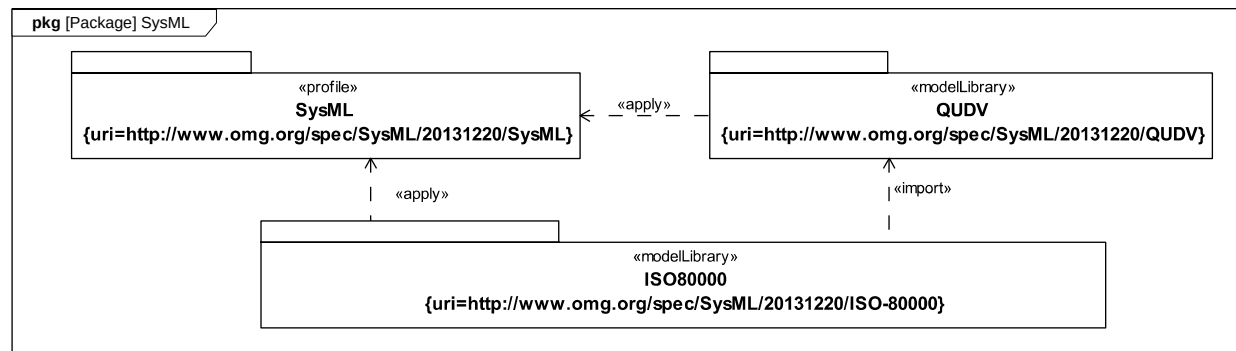 pkg [Package] SysML
«profile»
SysML
{uri=http://www.omg.org/spec/SysML/20131220/SysML}
«apply»
«modelLibrary»
QUDV
{uri=http://www.omg.org/spec/SysML/20131220/QUDV}
«apply»
«import»
«modelLibrary»
ISO80000
{uri=http://www.omg.org/spec/SysML/20131220/ISO-80000}